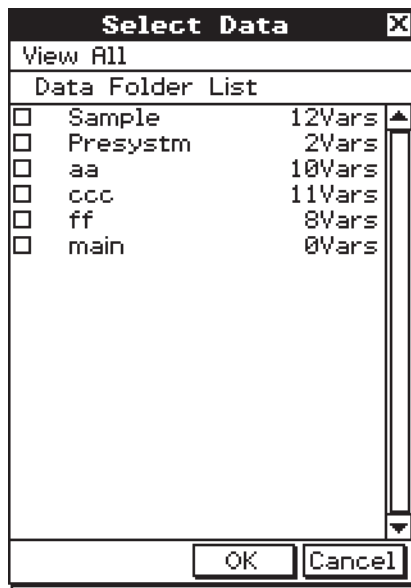 Select Data
View All
Data Folder List
Sample 12Vars
Presystm 2Vars
aa 10Vars
ccc 11Vars
ff 8Vars
main 0Vars
OK Cancel